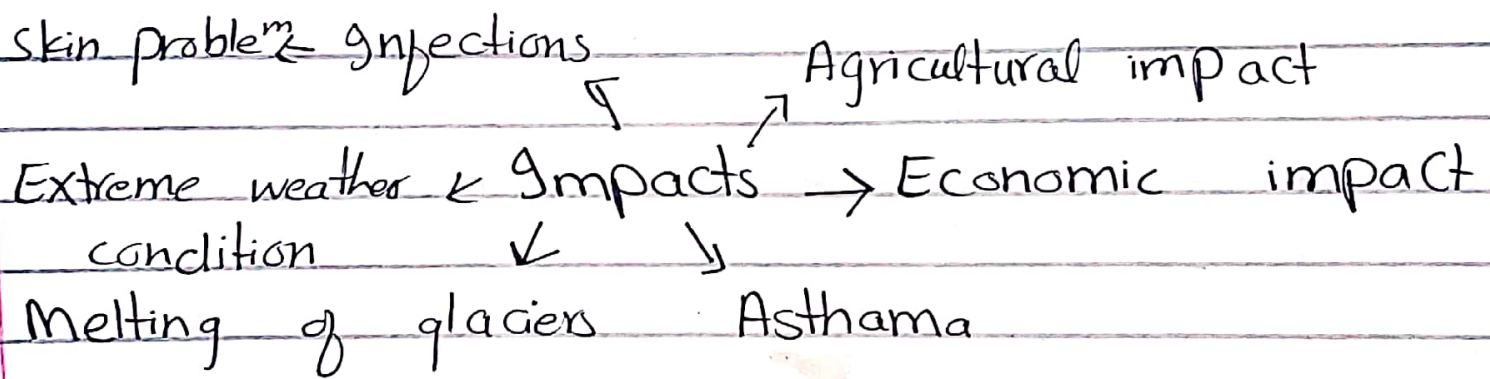 Skin problem ← Infections
Agricultural impact
Extreme weather ← Impacts → Economic impact
condition
Melting of glaciers Asthama